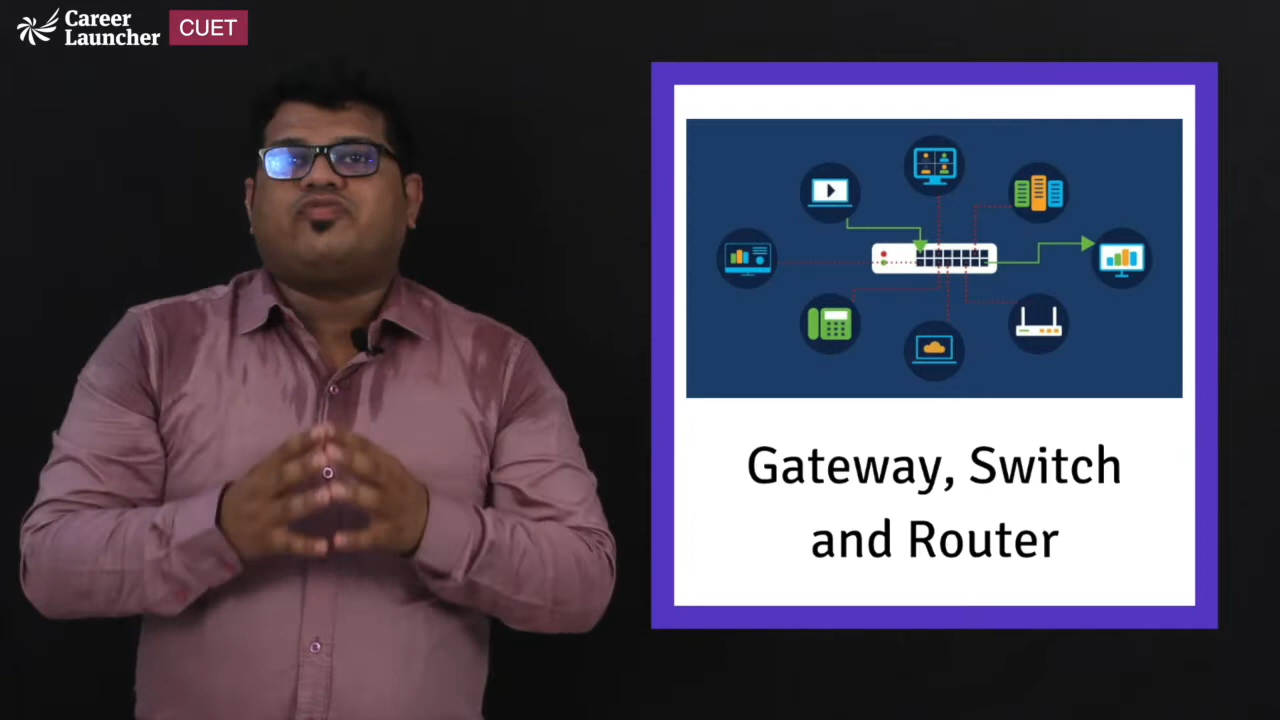 Career
Launcher
CUET
Gateway, Switch
and Router